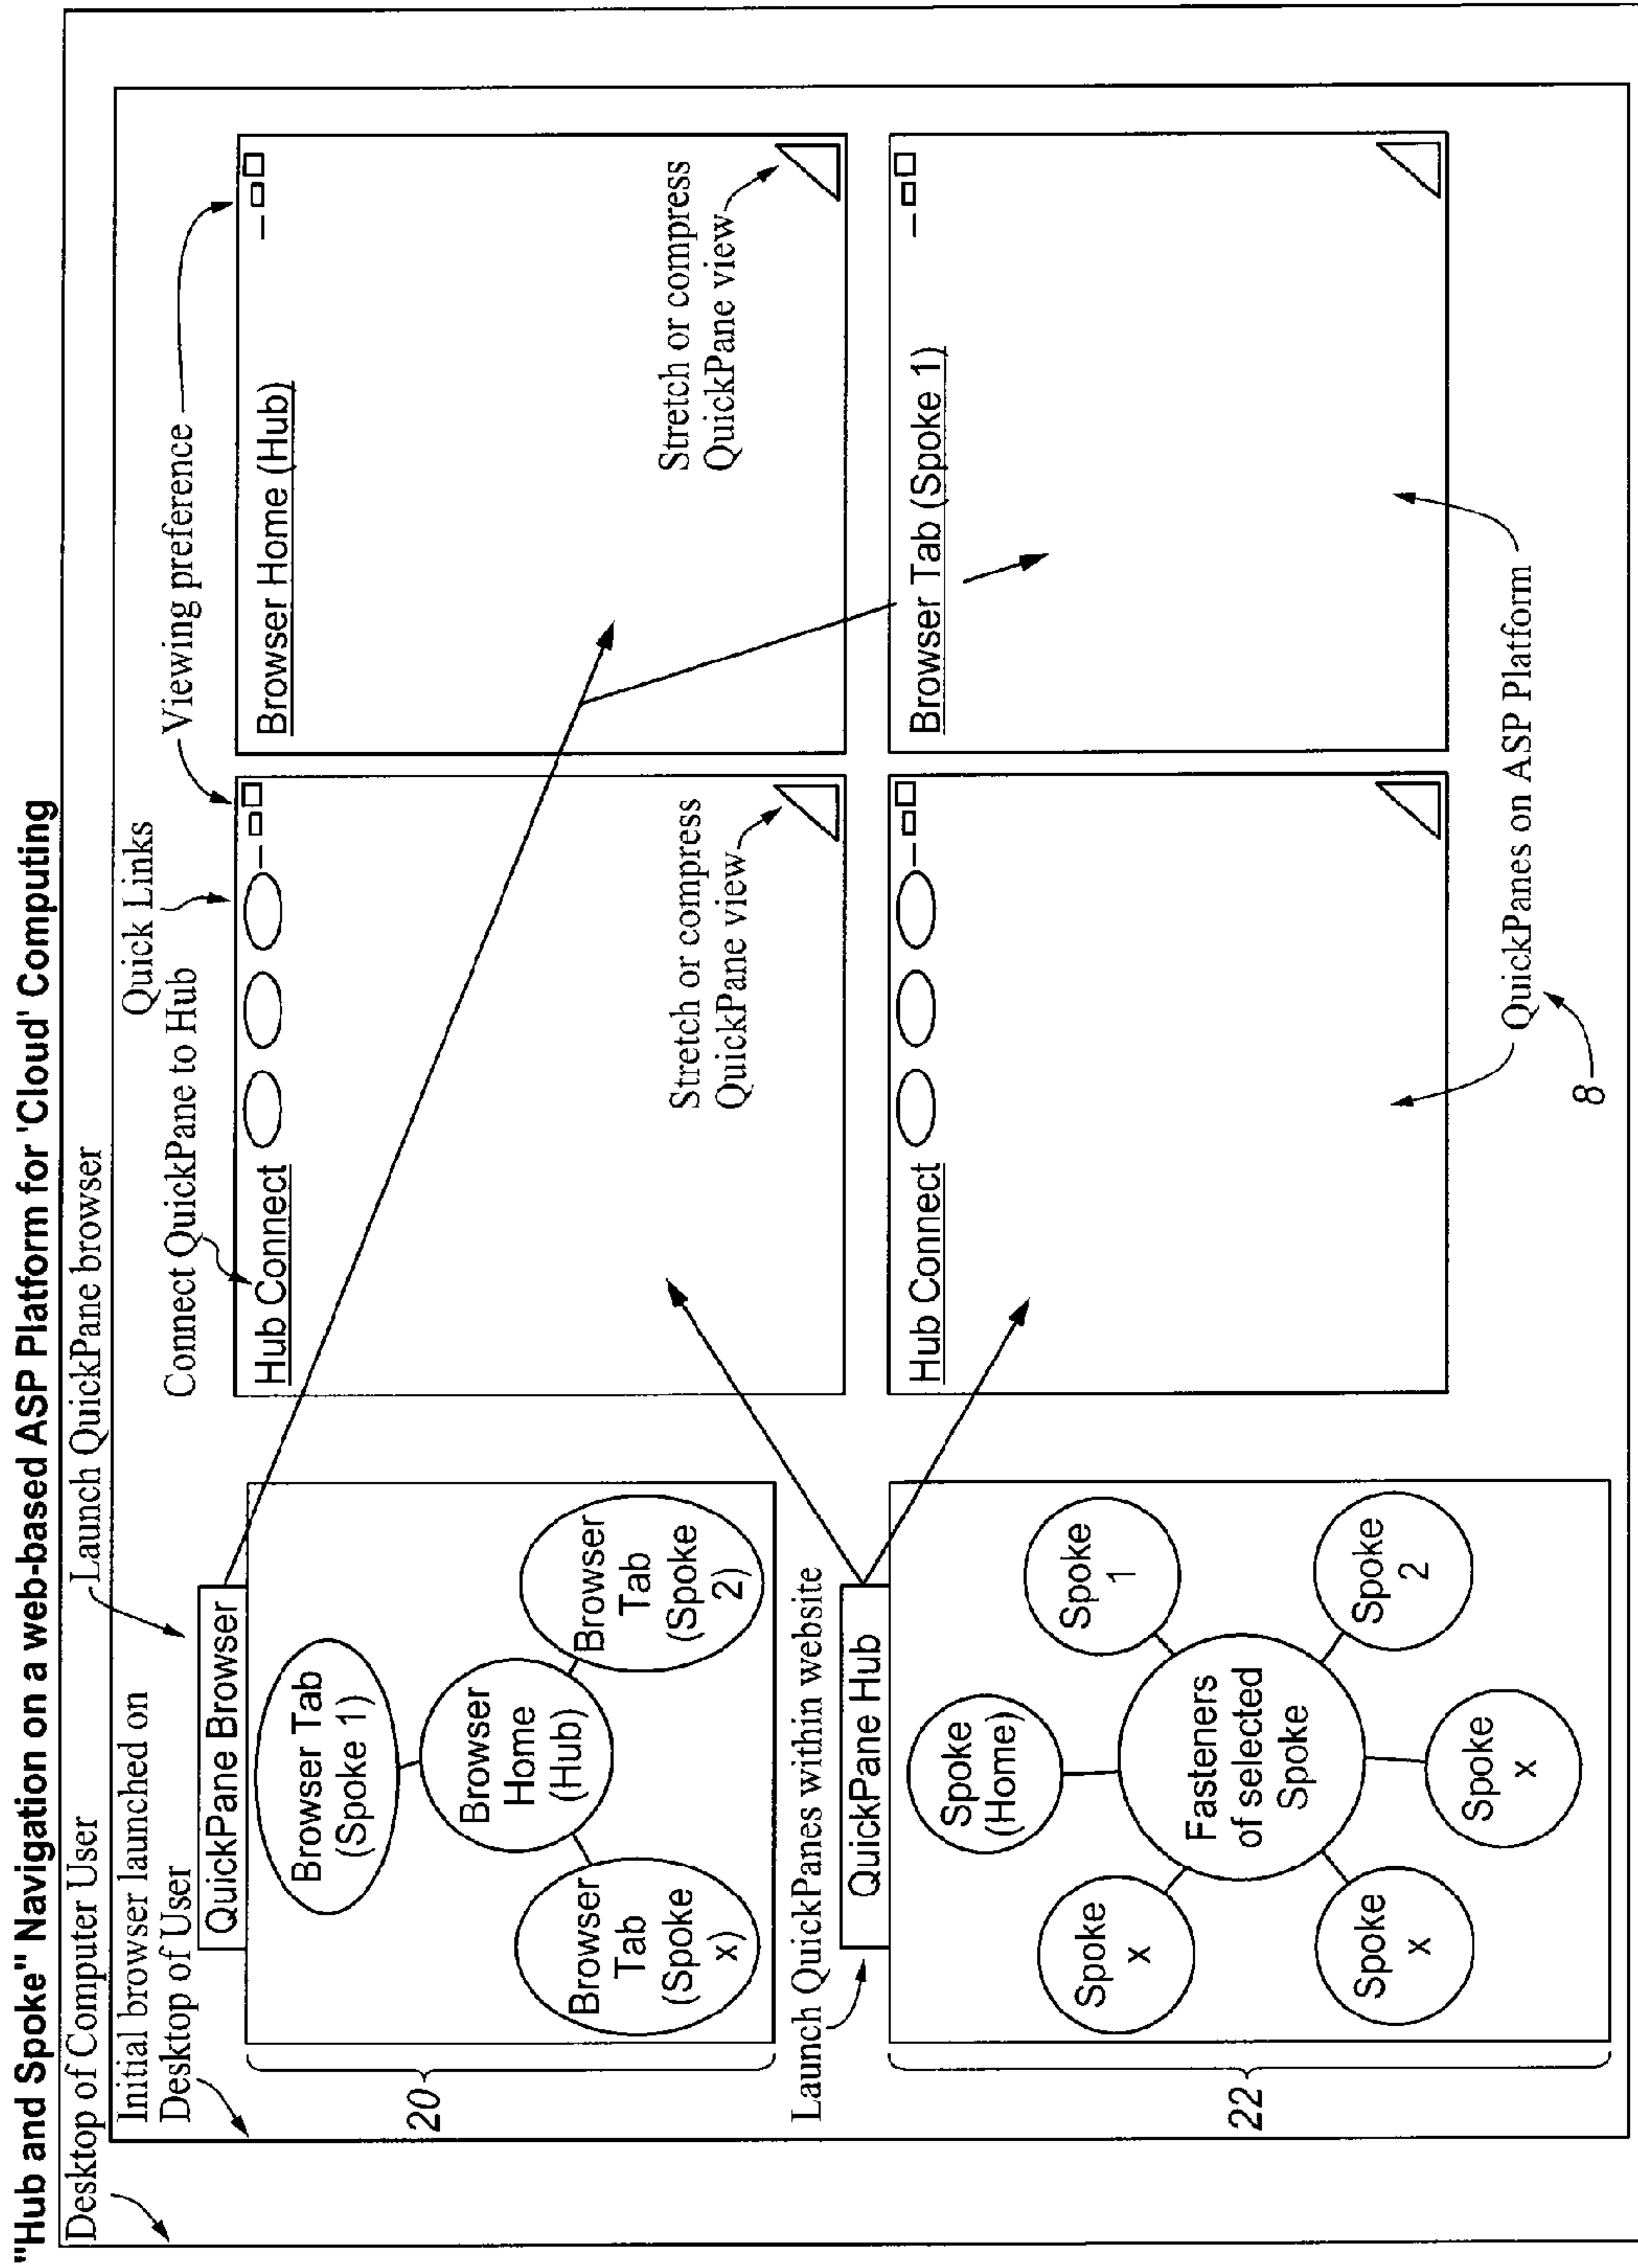 "Hub and Spoke" Navigation on a web-based ASP Platform for 'Cloud' Computing
Desktop of Computer User
Launch QuickPane browser
Initial browser launched on
Desktop of User
Quick Links
Connect QuickPane to Hub
Viewing preference
QuickPane Browser
Browser Tab
(Spoke 1)
Browser
Home
(Hub)
Browser
Tab
(Spoke
2)
Browser
Tab
(Spoke
x)
20
Hub Connect
Stretch or compress
QuickPane view
Browser Home (Hub)
Stretch or compress
QuickPane view
Launch QuickPanes within website
QuickPane Hub
Spoke
(Home)
Spoke
1
Spoke
x
Fasteners
of selected
Spoke
Spoke
2
Spoke
x
Spoke
x
22
Hub Connect
Browser Tab (Spoke 1)
QuickPanes on ASP Platform
8